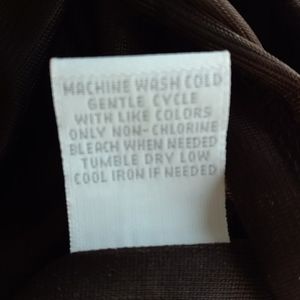 MACHINE WASH COLD
GENTLE CYCLE
WITH LIKE COLORS
ONLY NON-CHLORINE
BLEACH WHEN NEEDED
TUMBLE DRY LOW
COOL IRON IF NEEDED